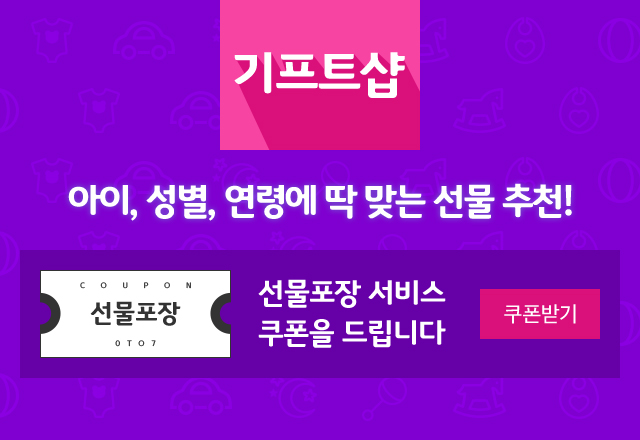 기프트샵
아이, 성별, 연령에 딱 맞는 선물 추천!
COUPON
선물포장
0TO7
선물포장 서비스
쿠폰을 드립니다
쿠폰받기